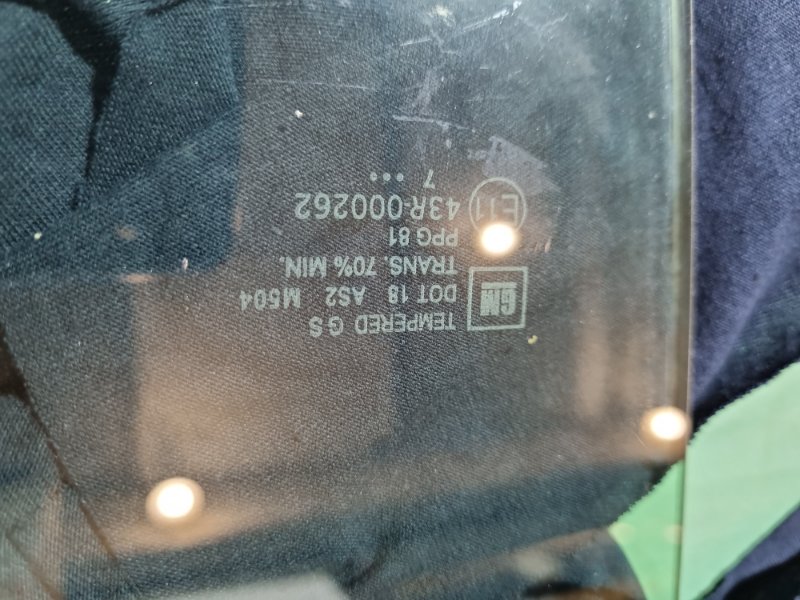 GM
TEMPERED G S
DOT 18 AS2 M504
TRANS. 70% MIN.
PPG 81
E11
43R-000262
7 •••